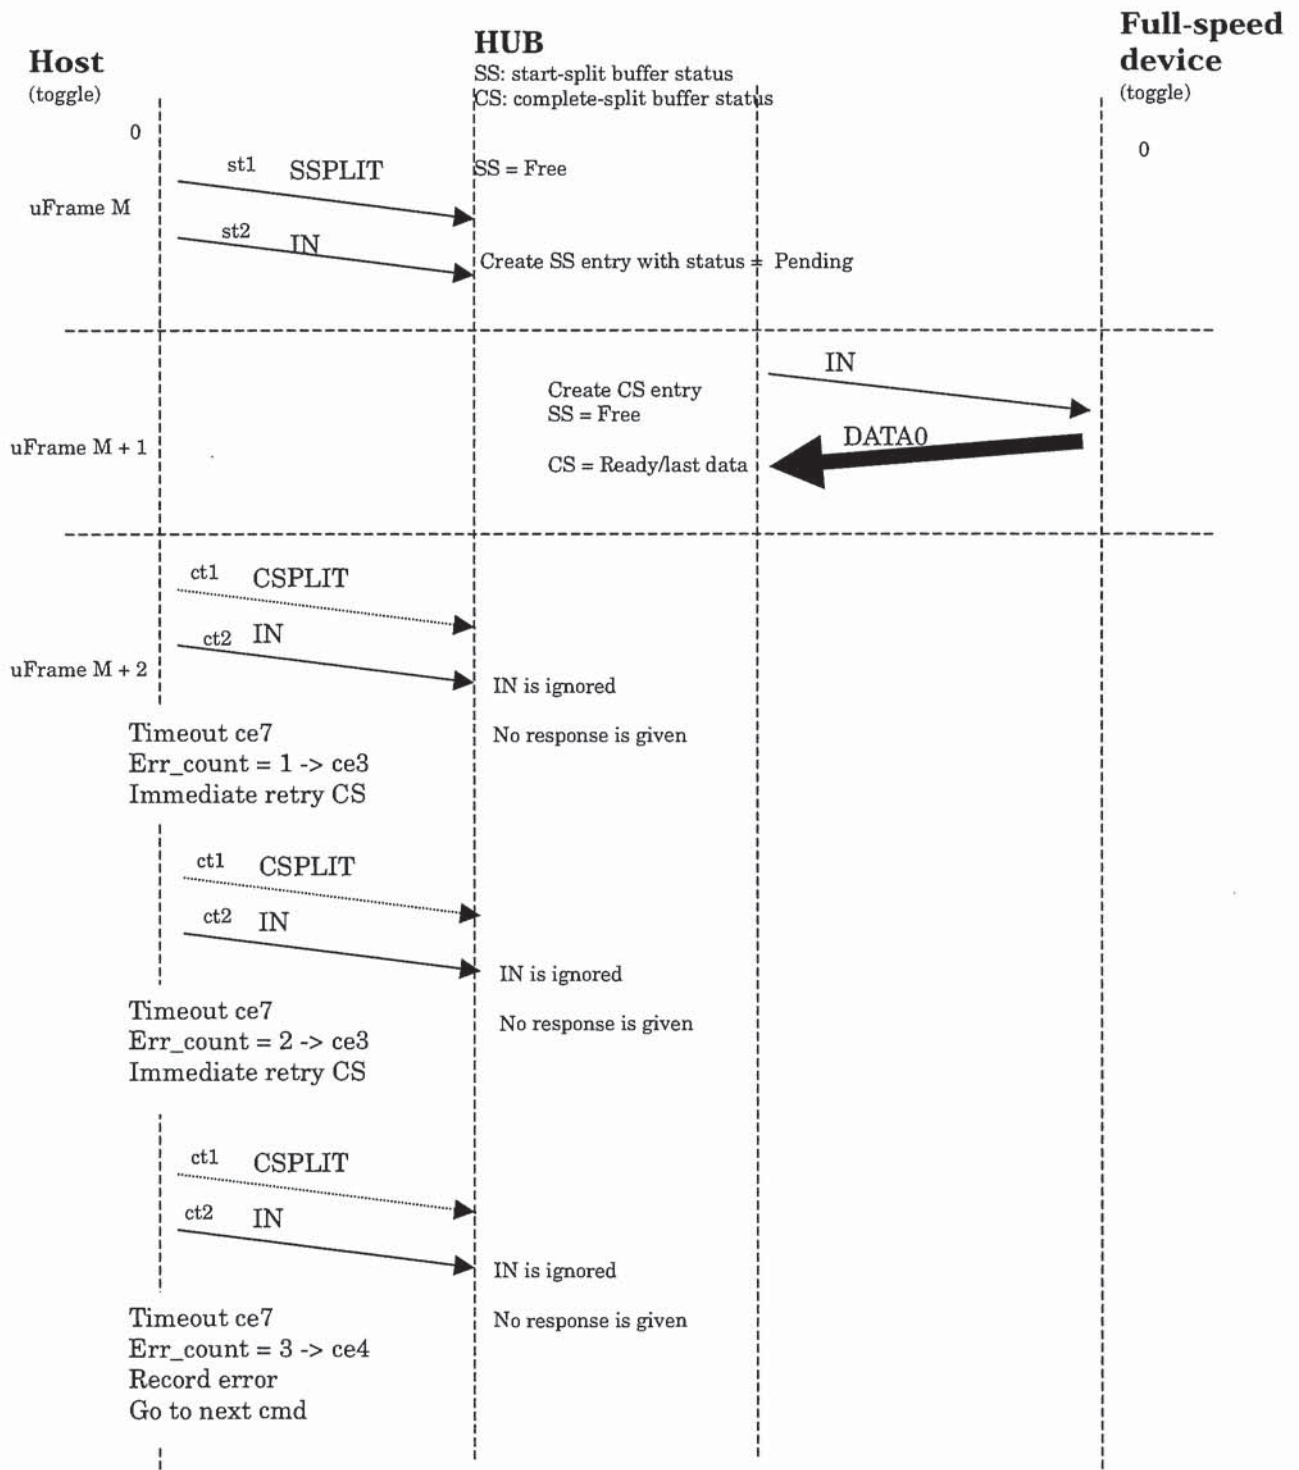 Host
(toggle)
HUB
SS: start-split buffer status
CS: complete-split buffer status
Full-speed
device
(toggle)
0
0
st1 SSPLIT
SS = Free
uFrame M
st2 IN
Create SS entry with status = Pending
IN
Create CS entry
SS = Free
DATA0
uFrame M + 1
CS = Ready/last data
ct1 CSPLIT
ct2 IN
uFrame M + 2
IN is ignored
No response is given
Timeout ce7
Err_count = 1 -> ce3
Immediate retry CS
ct1 CSPLIT
ct2 IN
IN is ignored
No response is given
Timeout ce7
Err_count = 2 -> ce3
Immediate retry CS
ct1 CSPLIT
ct2 IN
IN is ignored
No response is given
Timeout ce7
Err_count = 3 -> ce4
Record error
Go to next cmd